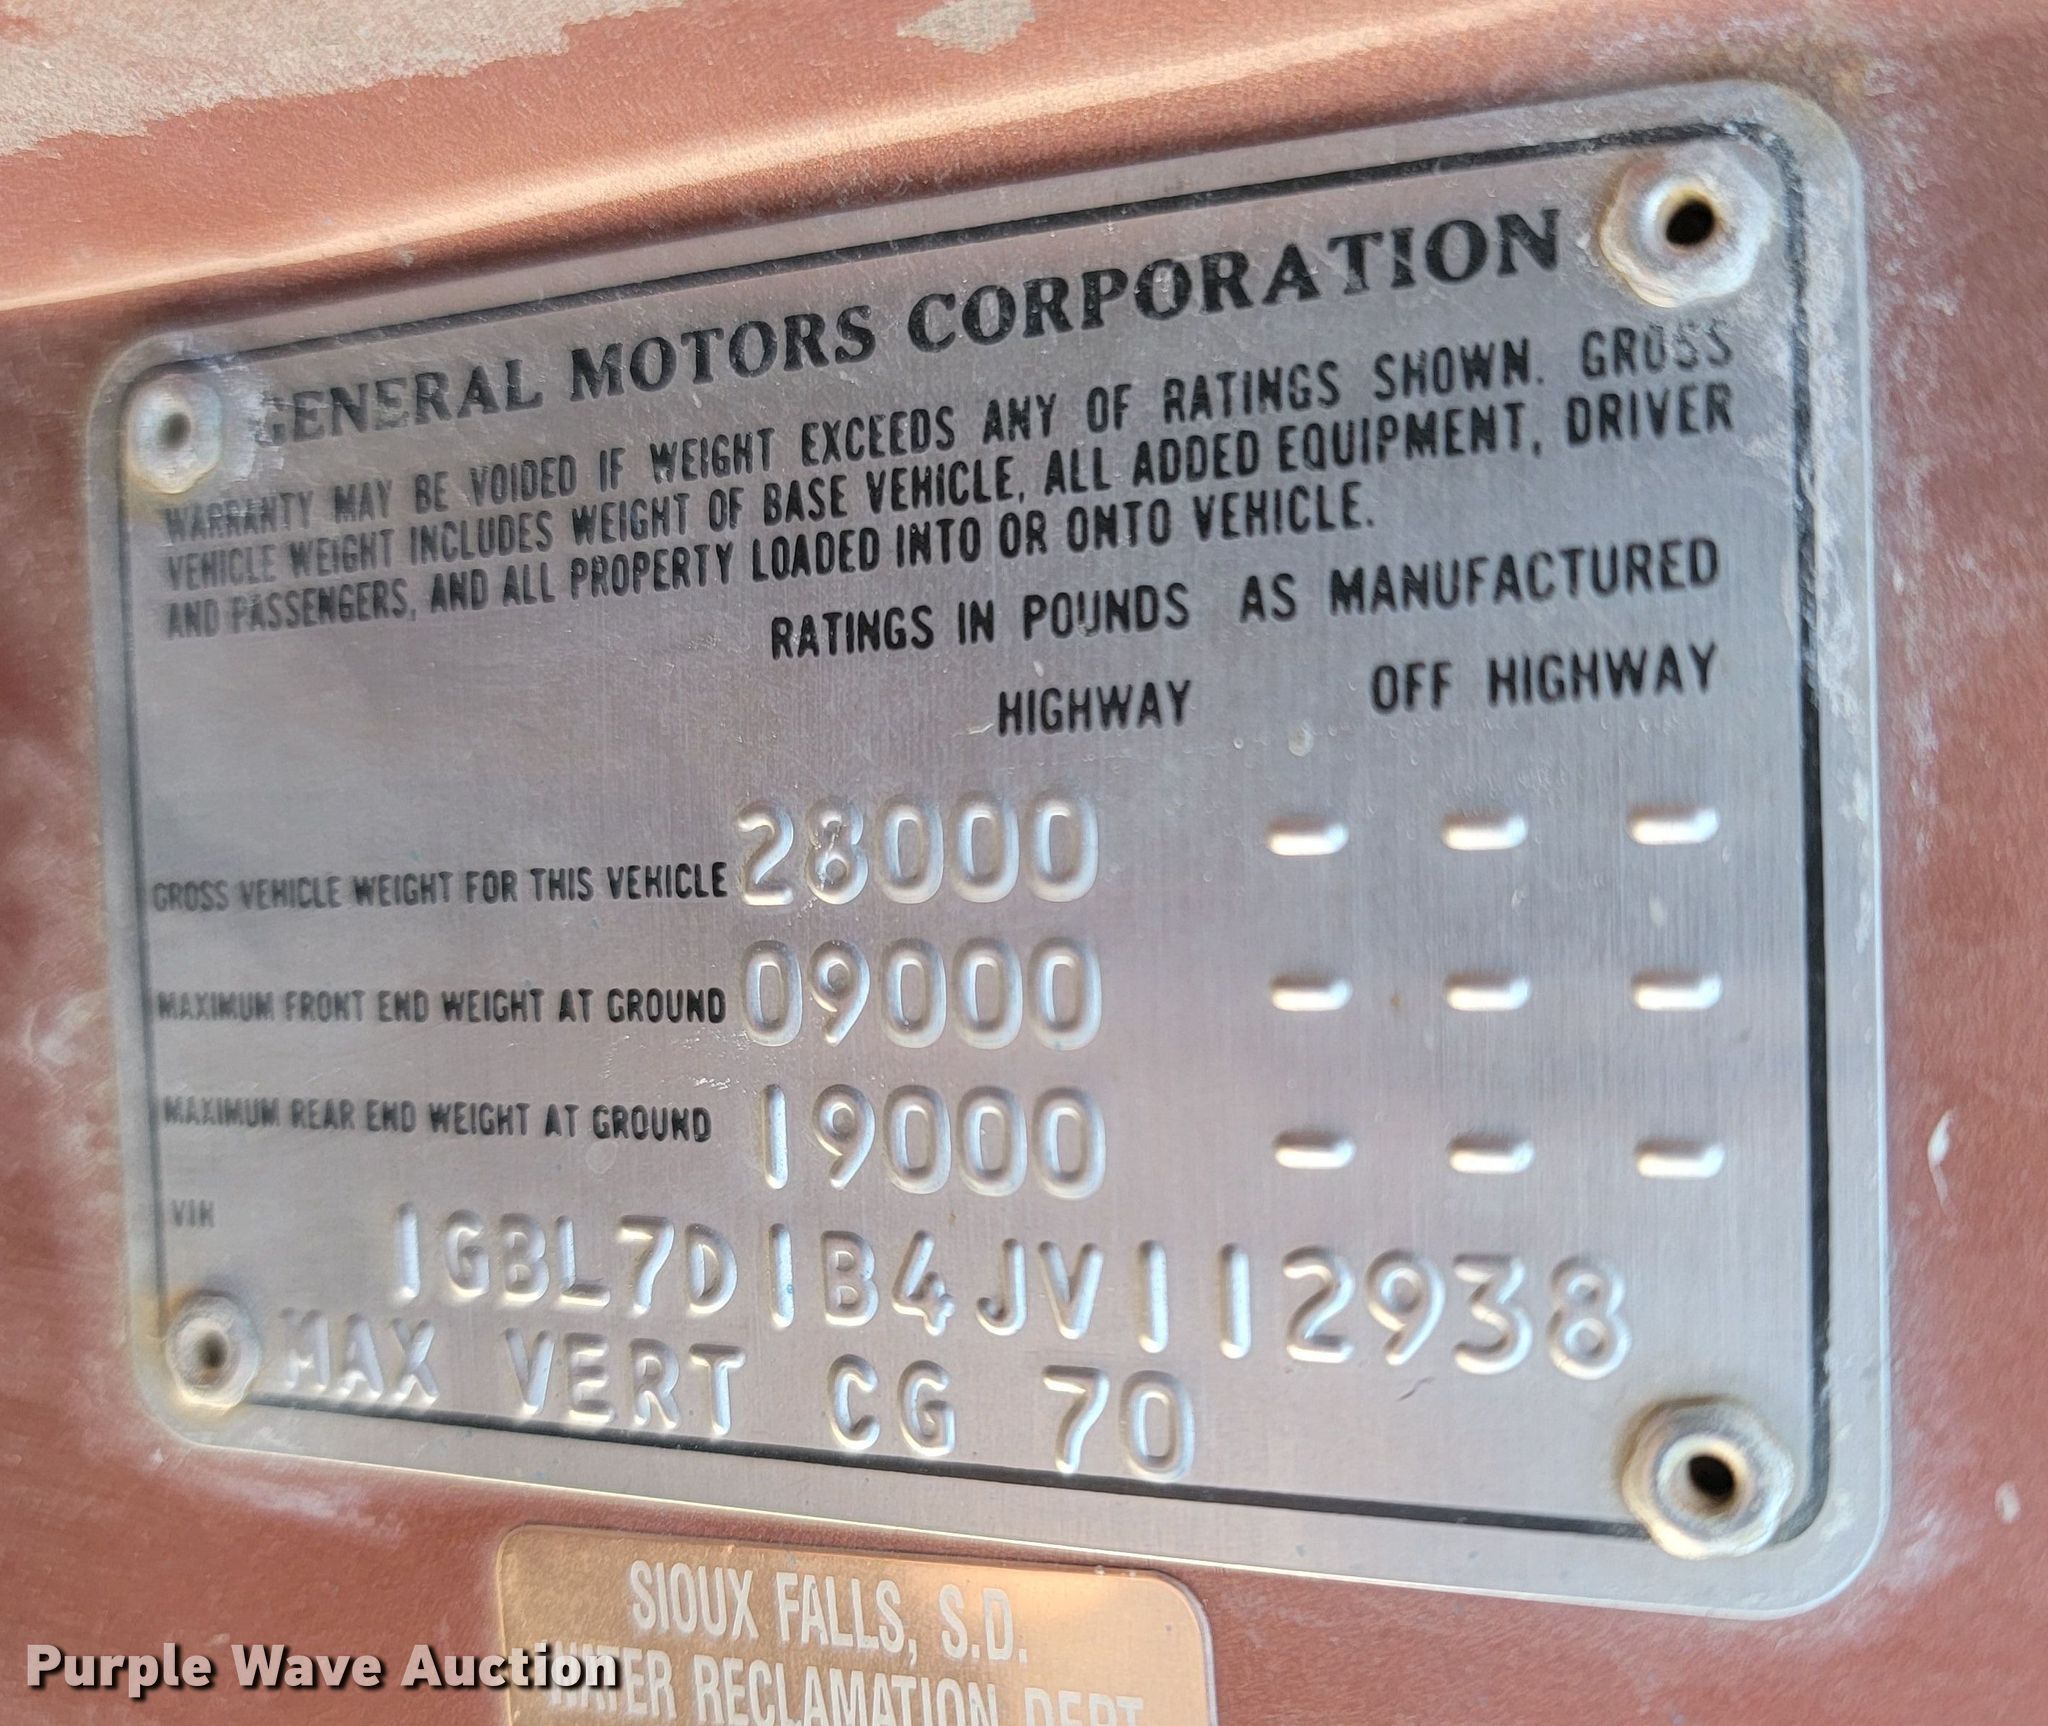 GENERAL MOTORS CORPORATION
WARRANTY MAY BE VOIDED IF WEIGHT EXCEEDS ANY OF RATINGS SHOWN. GROSS
VEHICLE WEIGHT INCLUDES WEIGHT OF BASE VEHICLE, ALL ADDED EQUIPMENT, DRIVER
AND PASSENGERS, AND ALL PROPERTY LOADED INTO OR ONTO VEHICLE.
RATINGS IN POUNDS AS MANUFACTURED
HIGHWAY OFF HIGHWAY
GROSS VEHICLE WEIGHT FOR THIS VEHICLE 28000 - - -
MAXIMUM FRONT END WEIGHT AT GROUND 09000 - - -
MAXIMUM REAR END WEIGHT AT GROUND 19000 - - -
VIN
1GBL7D1B4JV112938
MAX VERT CG 70
SIOUX FALLS, S.D.
WATER RECLAMATION DEPT
Purple Wave Auction